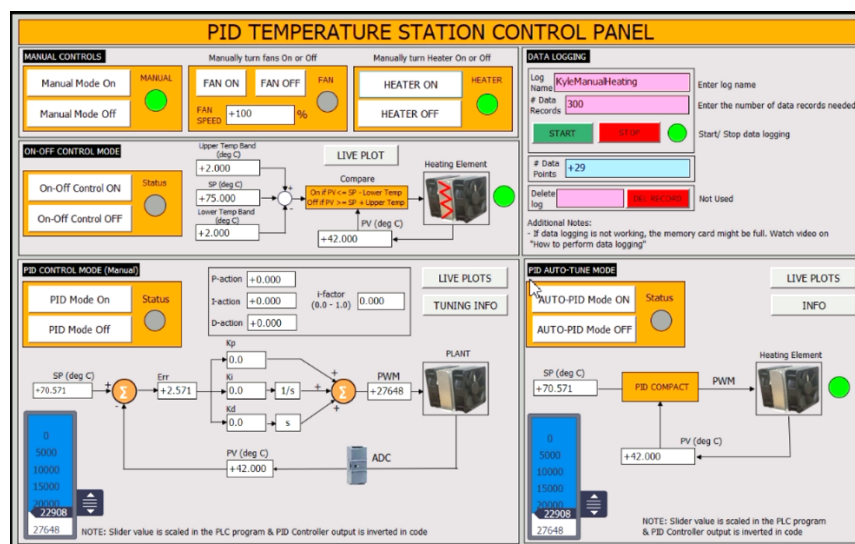 PID TEMPERATURE STATION CONTROL PANEL
MANUAL CONTROLS
Manual Mode On
Manual Mode Off
MANUAL
Manually turn fans On or Off
FAN ON
FAN OFF
FAN
FAN SPEED
+100
%
Manually turn Heater On or Off
HEATER ON
HEATER OFF
HEATER
DATA LOGGING
Log Name
KyleManualHeating
Enter log name
# Data Records
300
Enter the number of data records needed
START
STOP
Start/ Stop data logging
# Data Points
+29
Delete log
DEL RECORD
Not Used
Additional Notes:
- If data logging is not working, the memory card might be full. Watch video on
"How to perform data logging"
ON-OFF CONTROL MODE
On-Off Control ON
On-Off Control OFF
Status
Upper Temp Band
(deg C)
+2.000
SP (deg C)
+75.000
Lower Temp Band
(deg C)
+2.000
+
-
LIVE PLOT
Compare
On if PV <= SP - Lower Temp
Off if PV >= SP + Upper Temp
PV (deg C)
+42.000
Heating Element
PID CONTROL MODE (Manual)
PID Mode On
PID Mode Off
Status
P-action +0.000
I-action +0.000
D-action +0.000
i-factor
(0.0 - 1.0)
0.000
LIVE PLOTS
TUNING INFO
SP (deg C)
+70.571
+
Σ
-
Err
+2.571
Kp
0.0
Ki
0.0
1/s
Kd
0.0
s
+
+
+
Σ
PWM
+27648
PLANT
PV (deg C)
+42.000
ADC
0
5000
10000
15000
20000
22908
27648
NOTE: Slider value is scaled in the PLC program & PID Controller output is inverted in code
PID AUTO-TUNE MODE
AUTO-PID Mode ON
AUTO-PID Mode OFF
Status
LIVE PLOTS
INFO
SP (deg C)
+70.571
PID COMPACT
PWM
Heating Element
PV (deg C)
+42.000
0
5000
10000
15000
20000
22908
27648
NOTE: Slider value is scaled in the PLC program
& PID Controller output is inverted in code